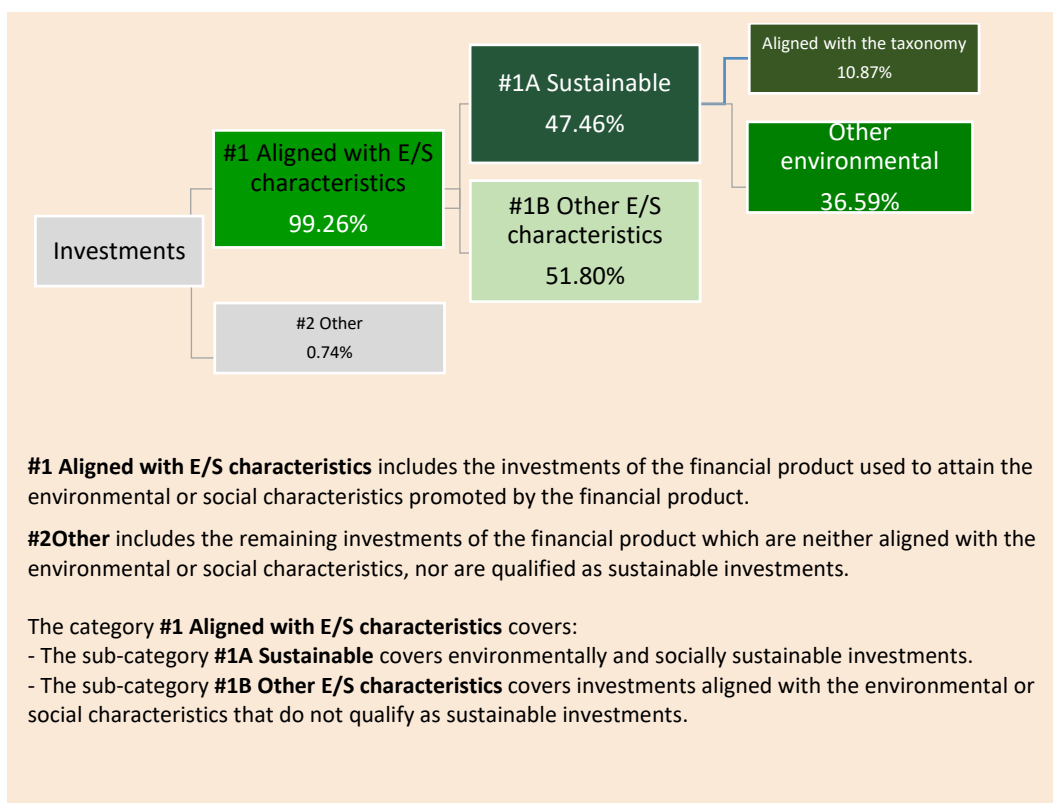 Investments
#1 Aligned with E/S
characteristics
99.26%
#2 Other
0.74%
#1A Sustainable
47.46%
#1B Other E/S
characteristics
51.80%
Aligned with the taxonomy
10.87%
Other
environmental
36.59%
#1 Aligned with E/S characteristics includes the investments of the financial product used to attain the
environmental or social characteristics promoted by the financial product.
#2Other includes the remaining investments of the financial product which are neither aligned with the
environmental or social characteristics, nor are qualified as sustainable investments.
The category #1 Aligned with E/S characteristics covers:
- The sub-category #1A Sustainable covers environmentally and socially sustainable investments.
- The sub-category #1B Other E/S characteristics covers investments aligned with the environmental or
social characteristics that do not qualify as sustainable investments.